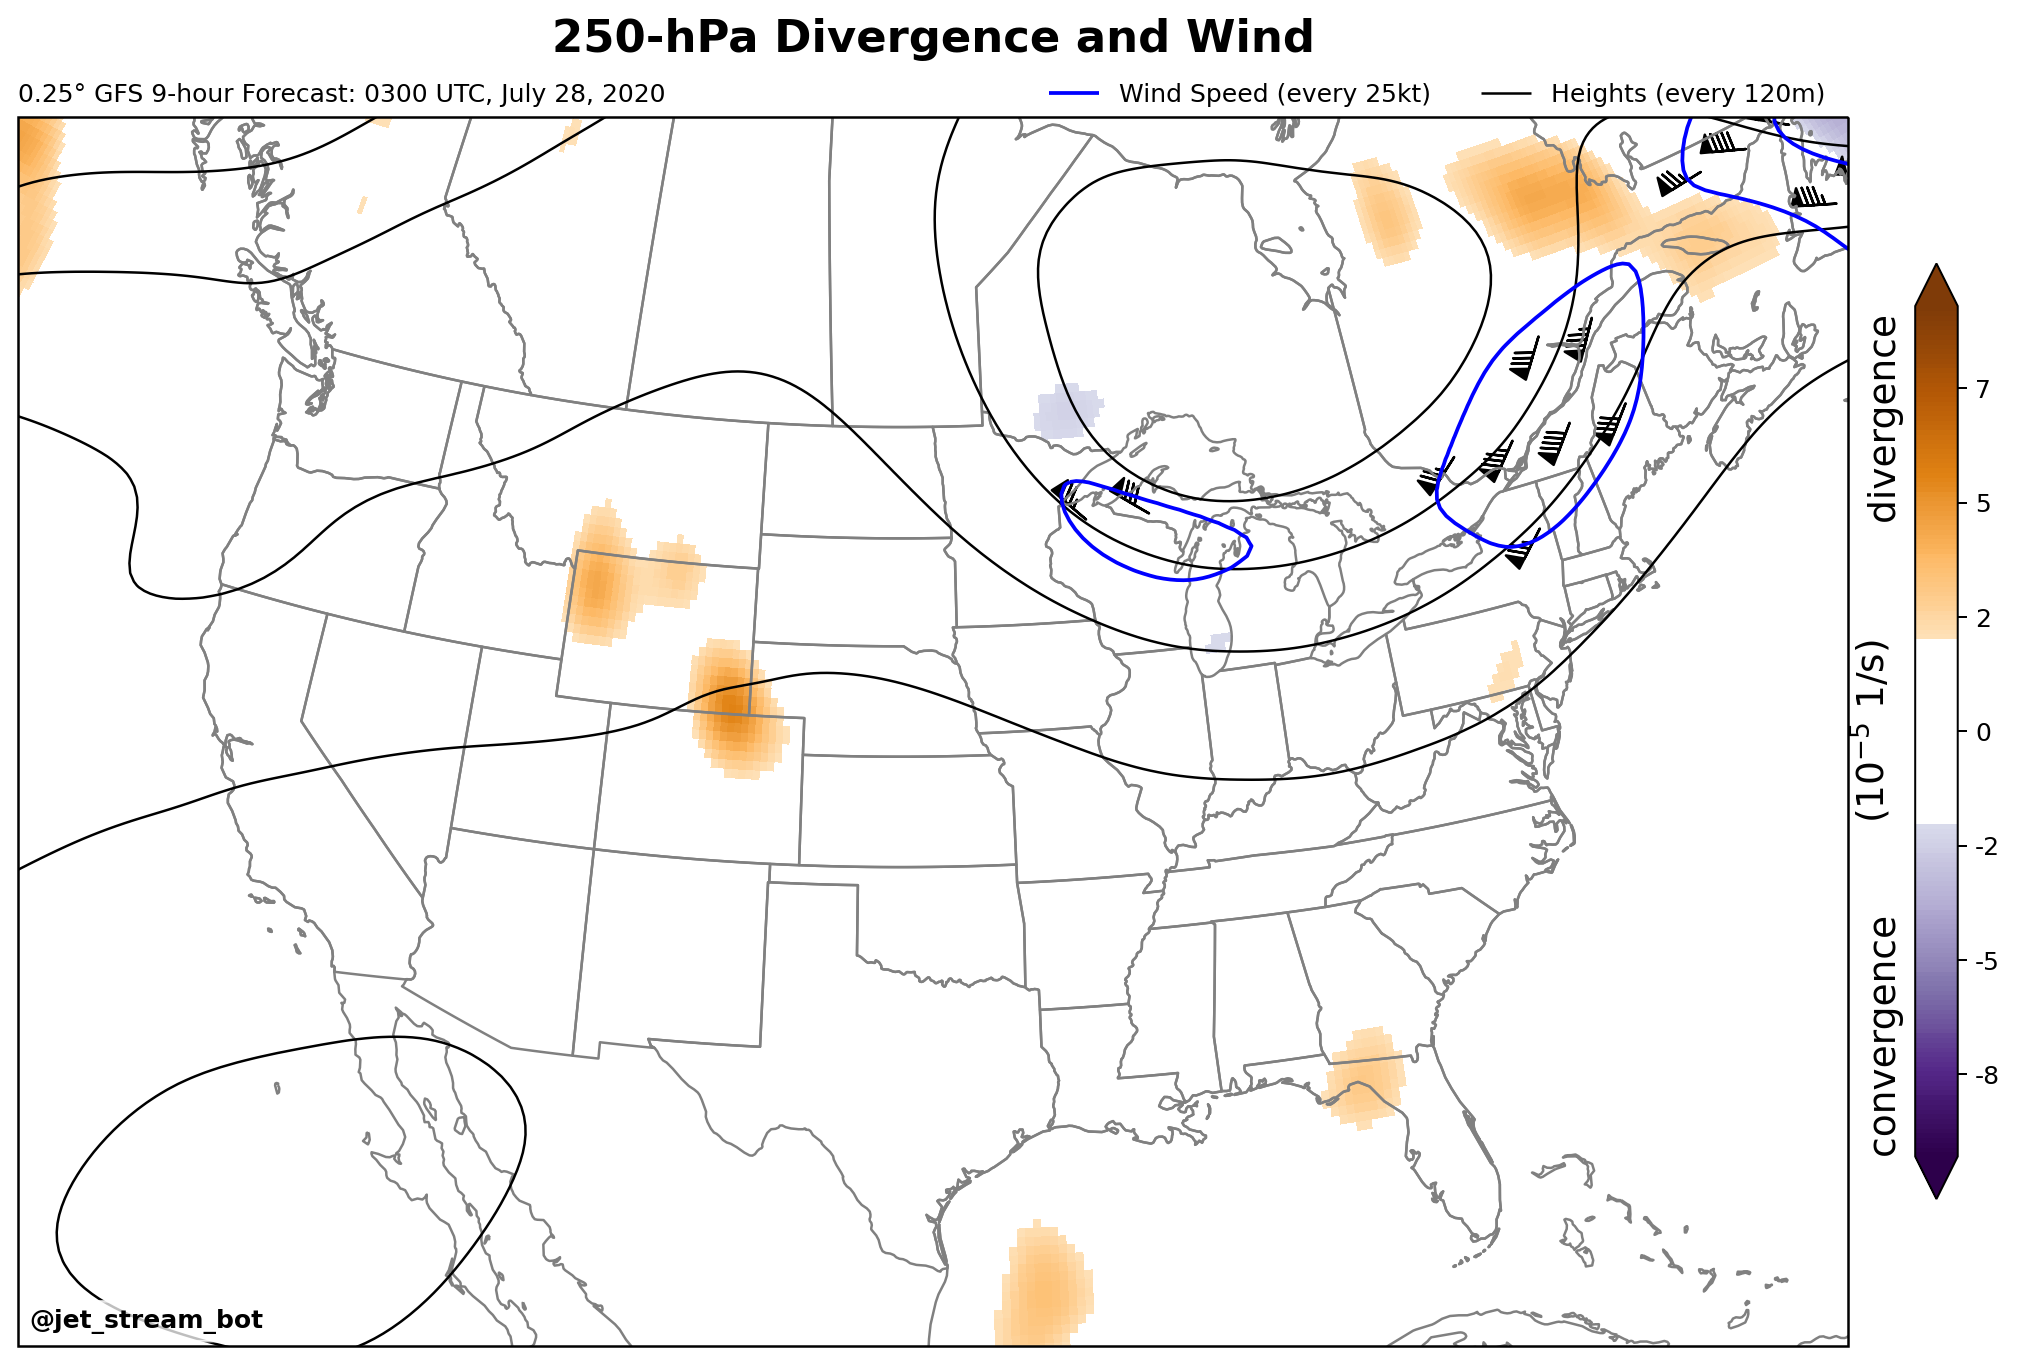 250-hPa Divergence and Wind
0.25° GFS 9-hour Forecast: 0300 UTC, July 28, 2020
Wind Speed (every 25kt)
Heights (every 120m)
divergence
(10⁻⁵ 1/s)
convergence
7
5
2
0
-2
-5
-8
@jet_stream_bot